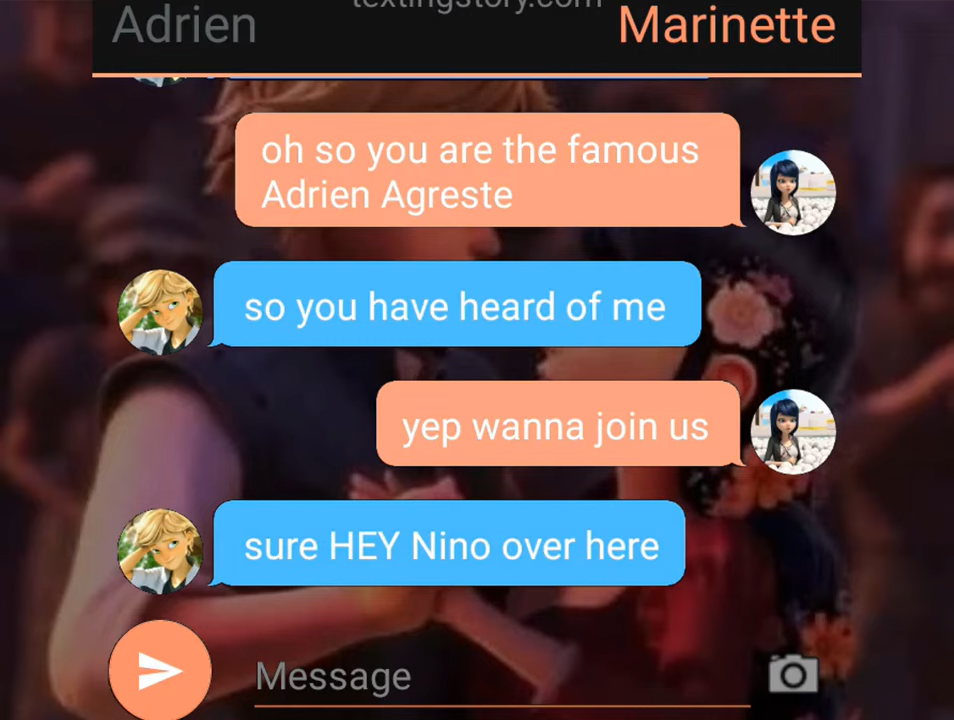 textingstory.com
Adrien
Marinette
oh so you are the famous
Adrien Agreste
so you have heard of me
yep wanna join us
sure HEY Nino over here
Message